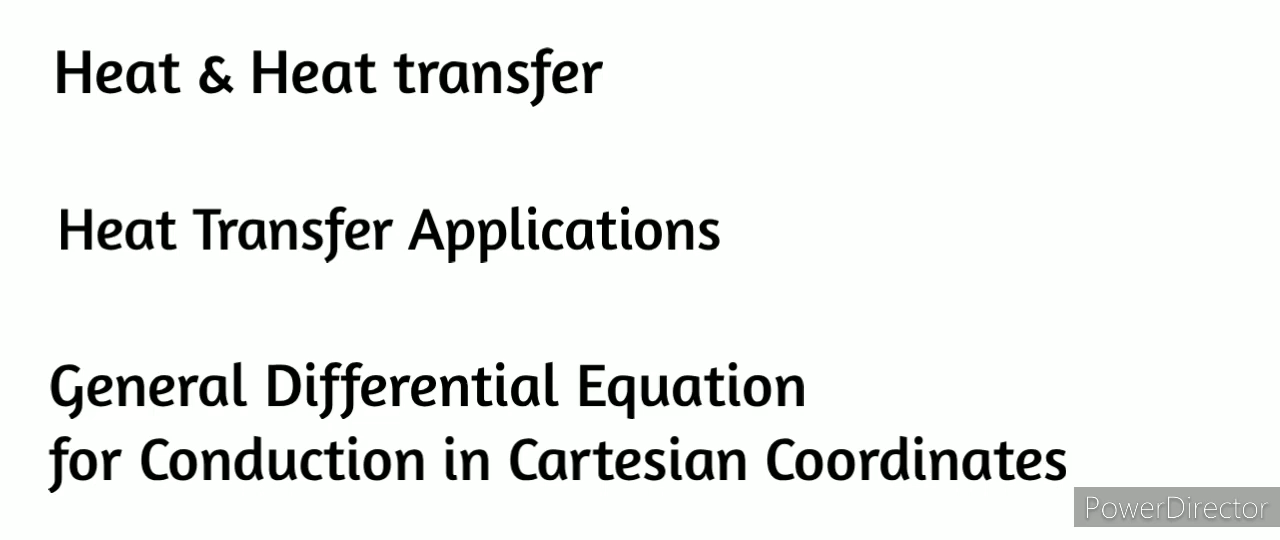 Heat & Heat transfer
Heat Transfer Applications
General Differential Equation
for Conduction in Cartesian Coordinates
PowerDirector